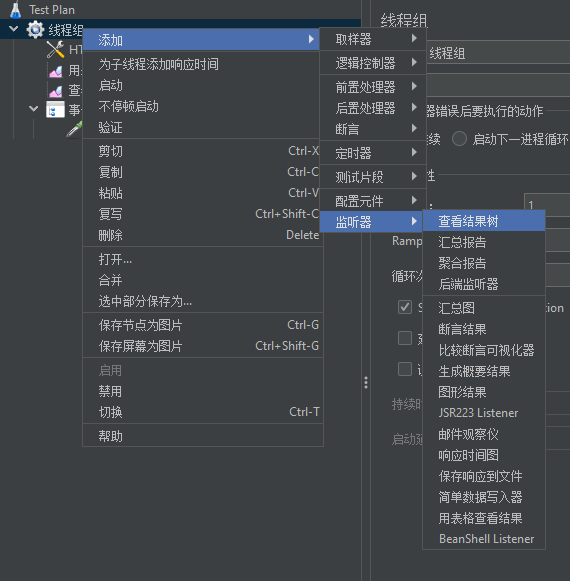 Test Plan
线程组
HT
用
查
事
添加
为子线程添加响应时间
启动
不停顿启动
验证
剪切 Ctrl-X
复制 Ctrl-C
粘贴 Ctrl-V
复写 Ctrl+Shift-C
删除 Delete
打开...
合并
选中部分保存为...
保存节点为图片 Ctrl-G
保存屏幕为图片 Ctrl+Shift-G
启用
禁用
切换 Ctrl-T
帮助
取样器
逻辑控制器
前置处理器
后置处理器
断言
定时器
测试片段
配置元件
监听器
查看结果树
汇总报告
聚合报告
后端监听器
汇总图
断言结果
比较断言可视化器
生成概要结果
图形结果
JSR223 Listener
邮件观察仪
响应时间图
保存响应到文件
简单数据写入器
用表格查看结果
BeanShell Listener
线程组
线程组
器错误后要执行的动作
续 启动下一进程循环
性
1
Ramp
循环次
S tion
持续时
启动延